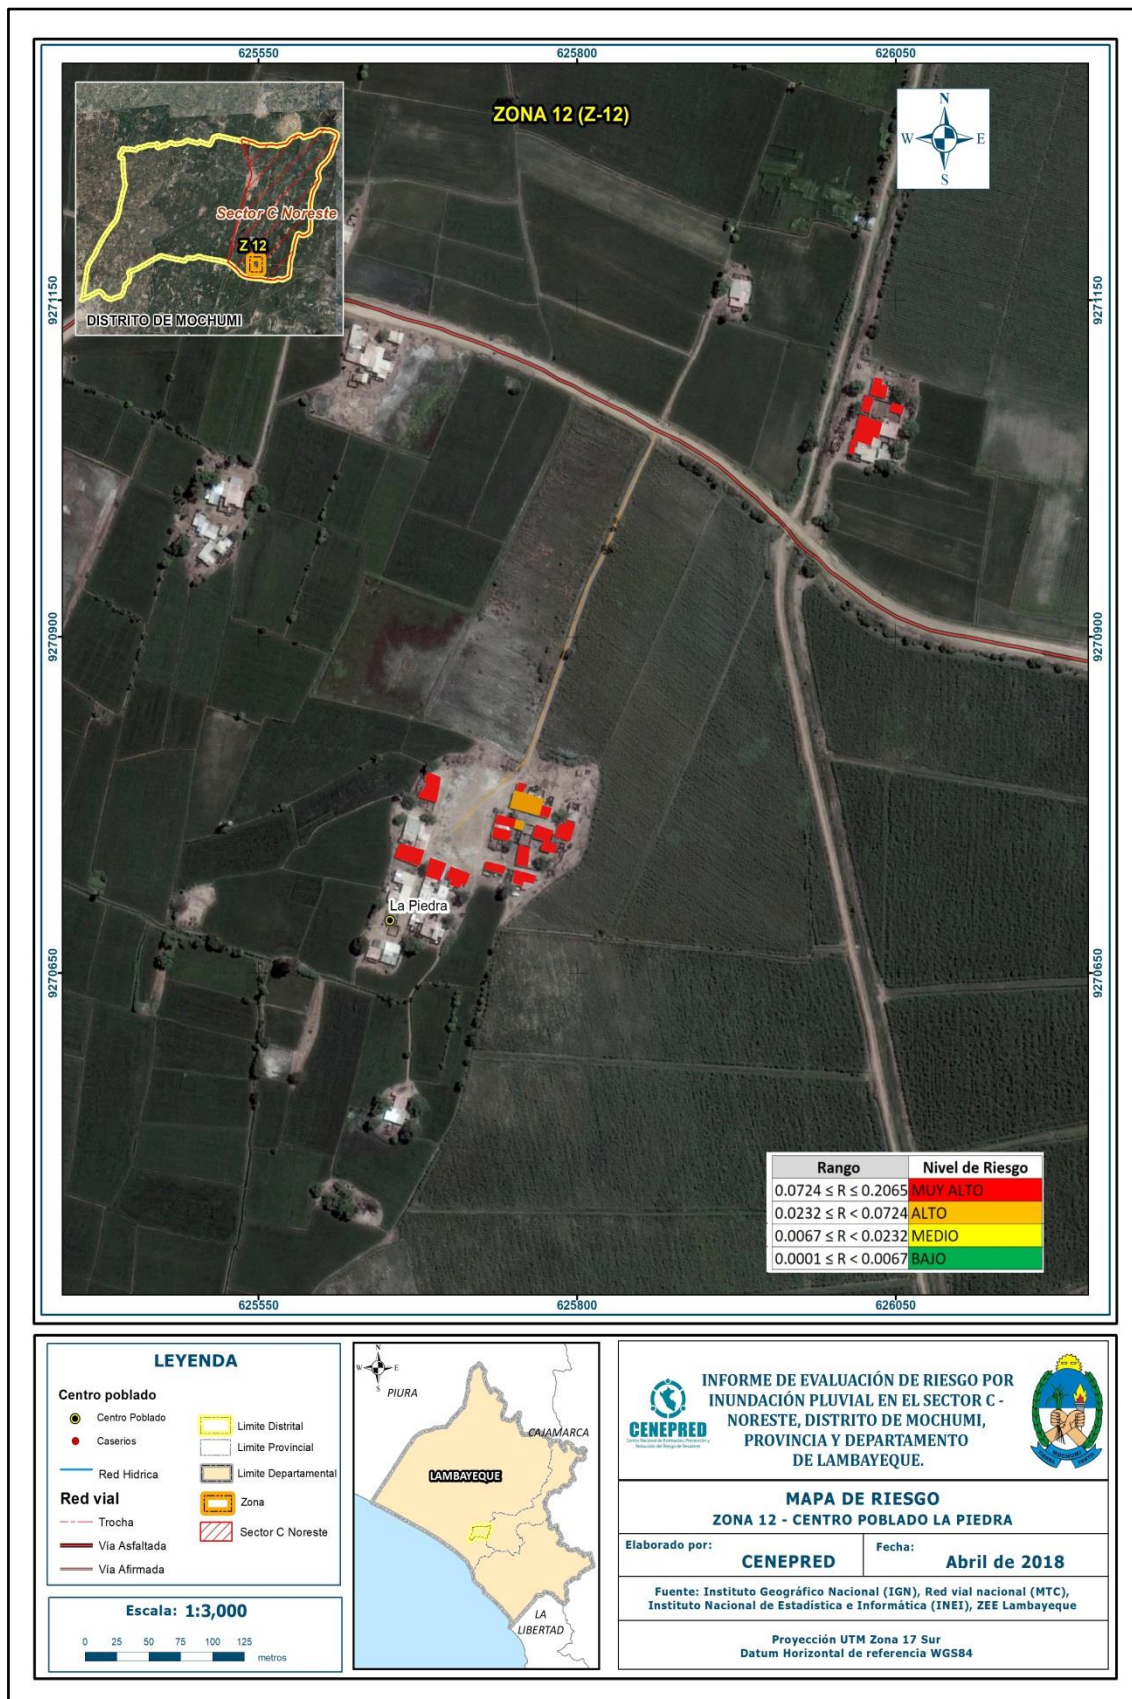 625550
625800
626050
ZONA 12 (Z-12)
N
W
E
S
Sector C Noreste
Z 12
DISTRITO DE MOCHUMI
9271150
9271150
9270900
9270900
La Piedra
9270650
9270650
Rango Nivel de Riesgo
0.0724 ≤ R ≤ 0.2065 MUY ALTO
0.0232 ≤ R < 0.0724 ALTO
0.0067 ≤ R < 0.0232 MEDIO
0.0001 ≤ R < 0.0067 BAJO
625550
625800
626050
LEYENDA
Centro poblado
Centro Poblado
Caserios
Red Hidrica
Red vial
Trocha
Vía Asfaltada
Vía Afirmada
Limite Distrital
Limite Provincial
Limite Departamental
Zona
Sector C Noreste
Escala: 1:3,000
0 25 50 75 100 125
metros
N
W
E
S
PIURA
CAJAMARCA
LAMBAYEQUE
LA
LIBERTAD
CENEPRED
INFORME DE EVALUACIÓN DE RIESGO POR
INUNDACIÓN PLUVIAL EN EL SECTOR C -
NORESTE, DISTRITO DE MOCHUMI,
PROVINCIA Y DEPARTAMENTO
DE LAMBAYEQUE.
MOCHUMI
MAPA DE RIESGO
ZONA 12 - CENTRO POBLADO LA PIEDRA
Elaborado por:
CENEPRED
Fecha:
Abril de 2018
Fuente: Instituto Geográfico Nacional (IGN), Red vial nacional (MTC),
Instituto Nacional de Estadística e Informática (INEI), ZEE Lambayeque
Proyección UTM Zona 17 Sur
Datum Horizontal de referencia WGS84